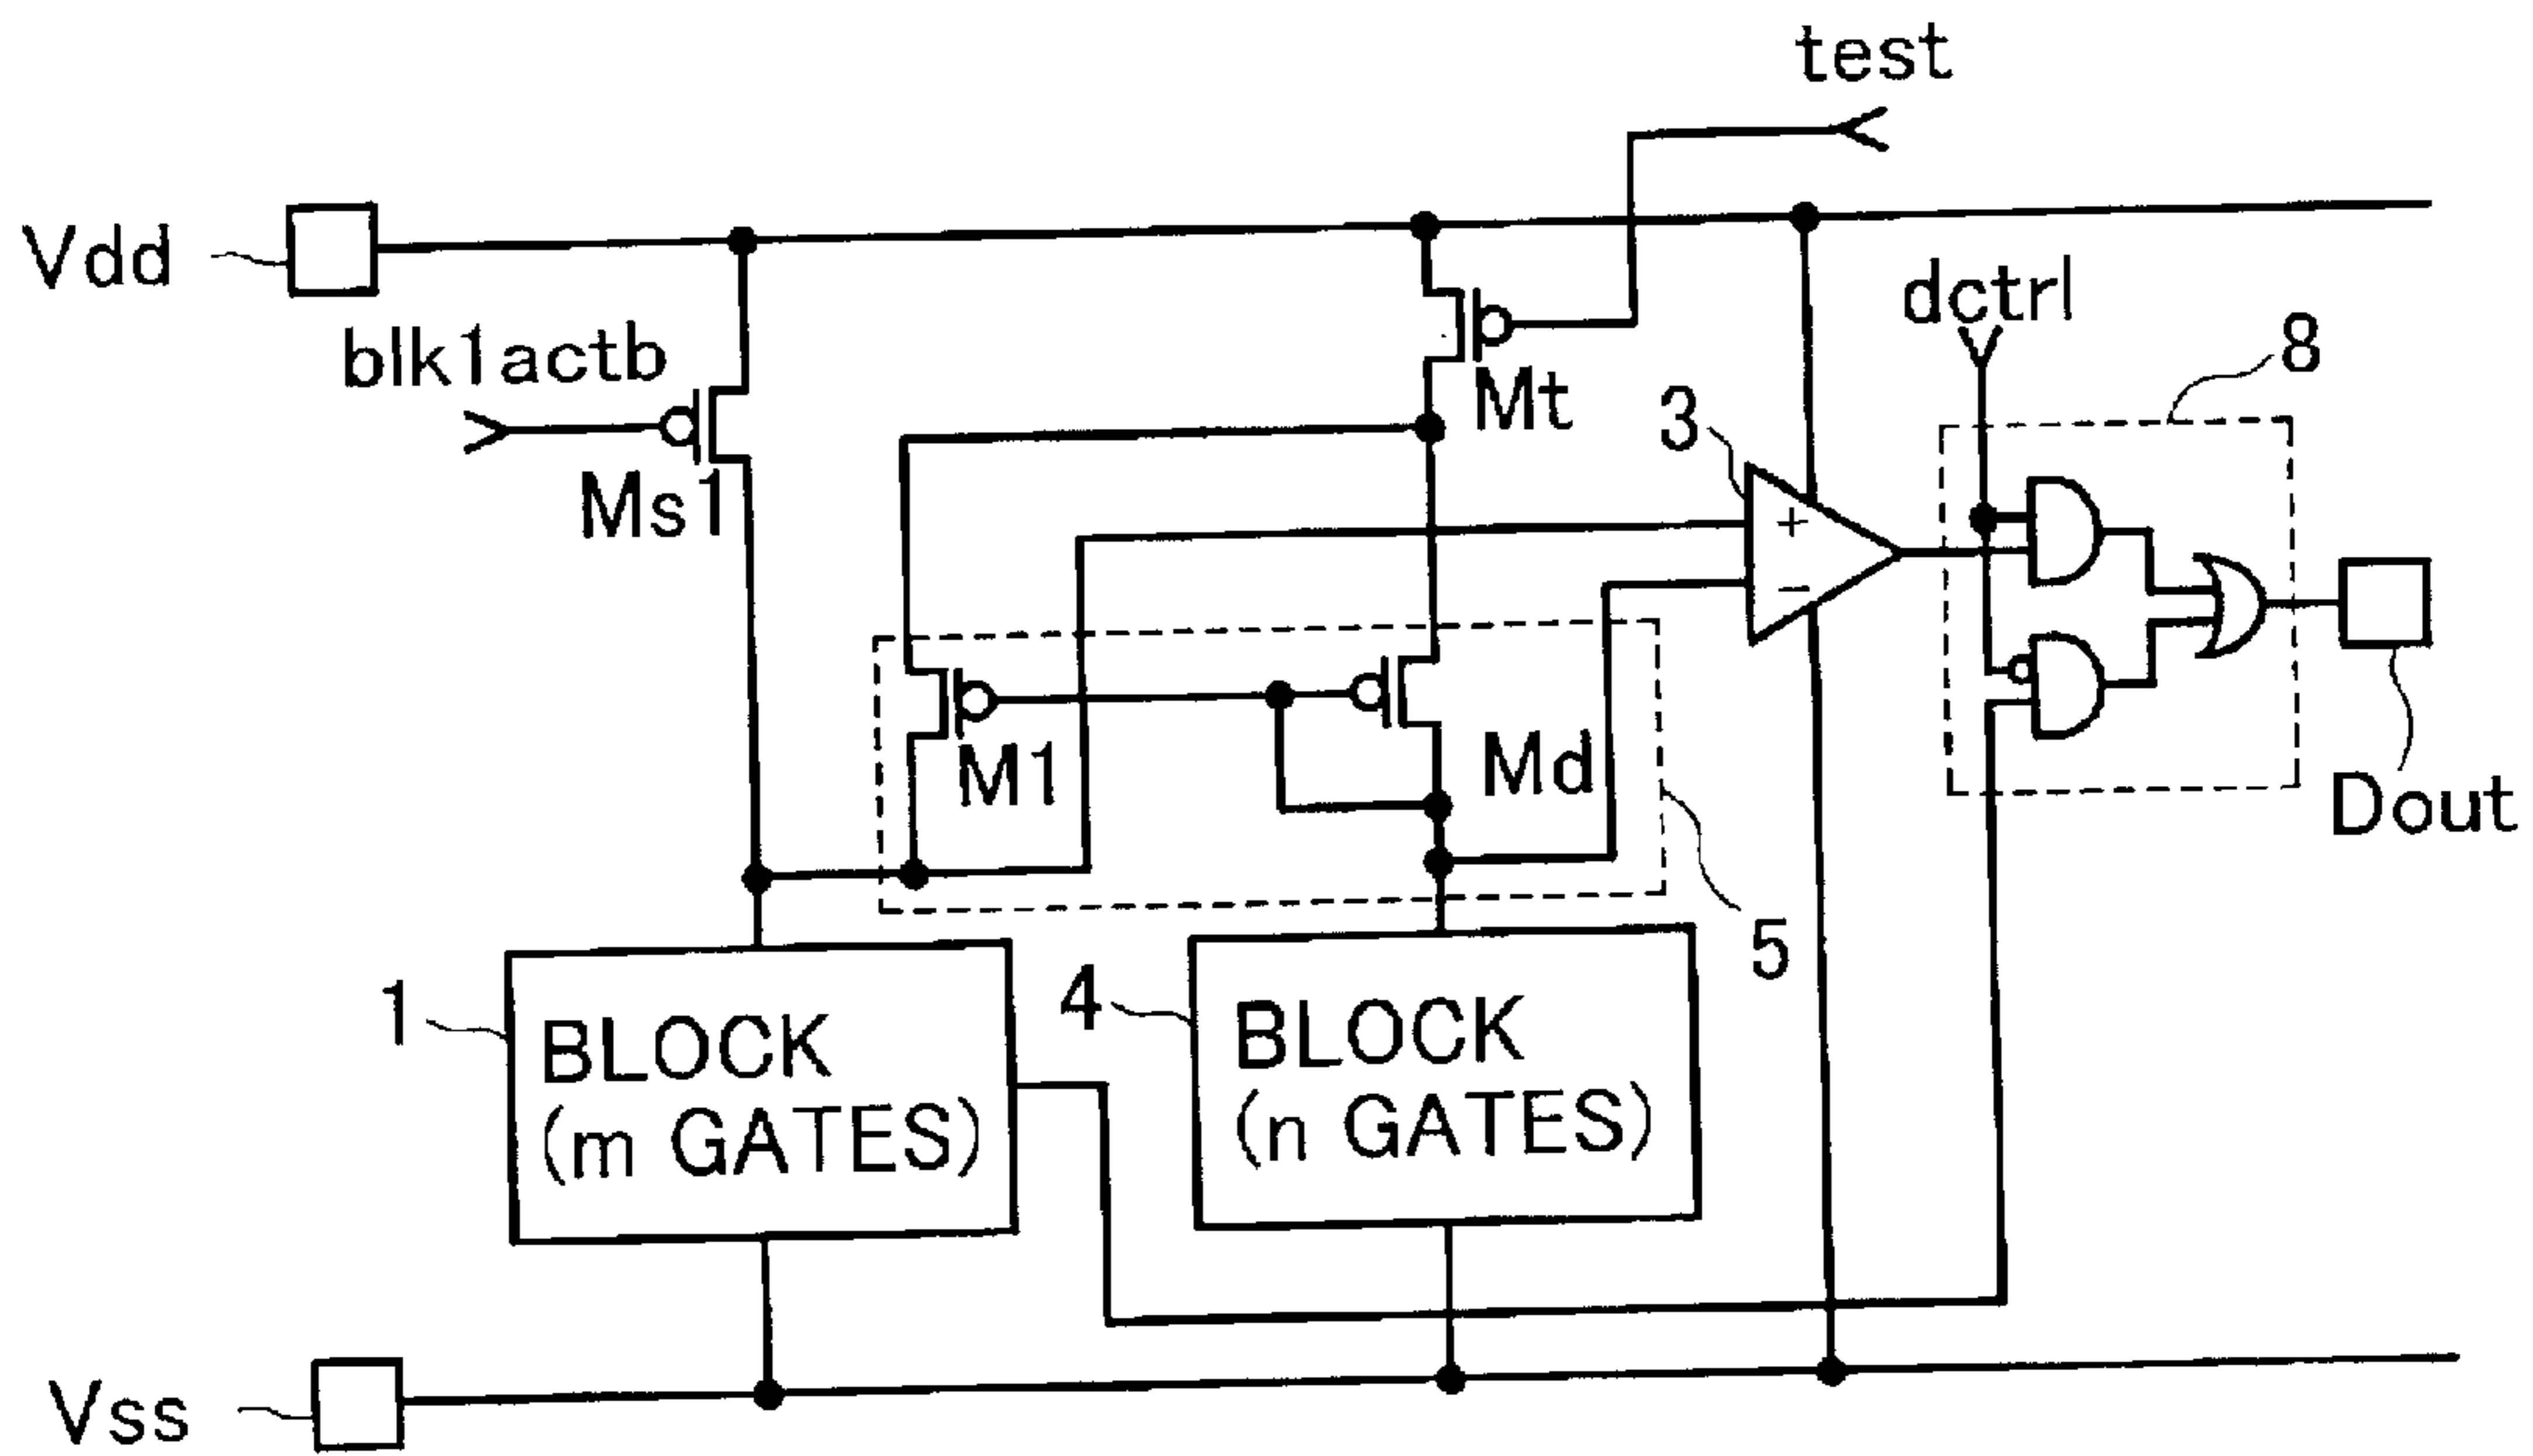 test
Vdd
blk1actb
dctrl
8
Mt
3
Ms1
+
−
M1
Md
Dout
5
1
BLOCK
(m GATES)
4
BLOCK
(n GATES)
Vss